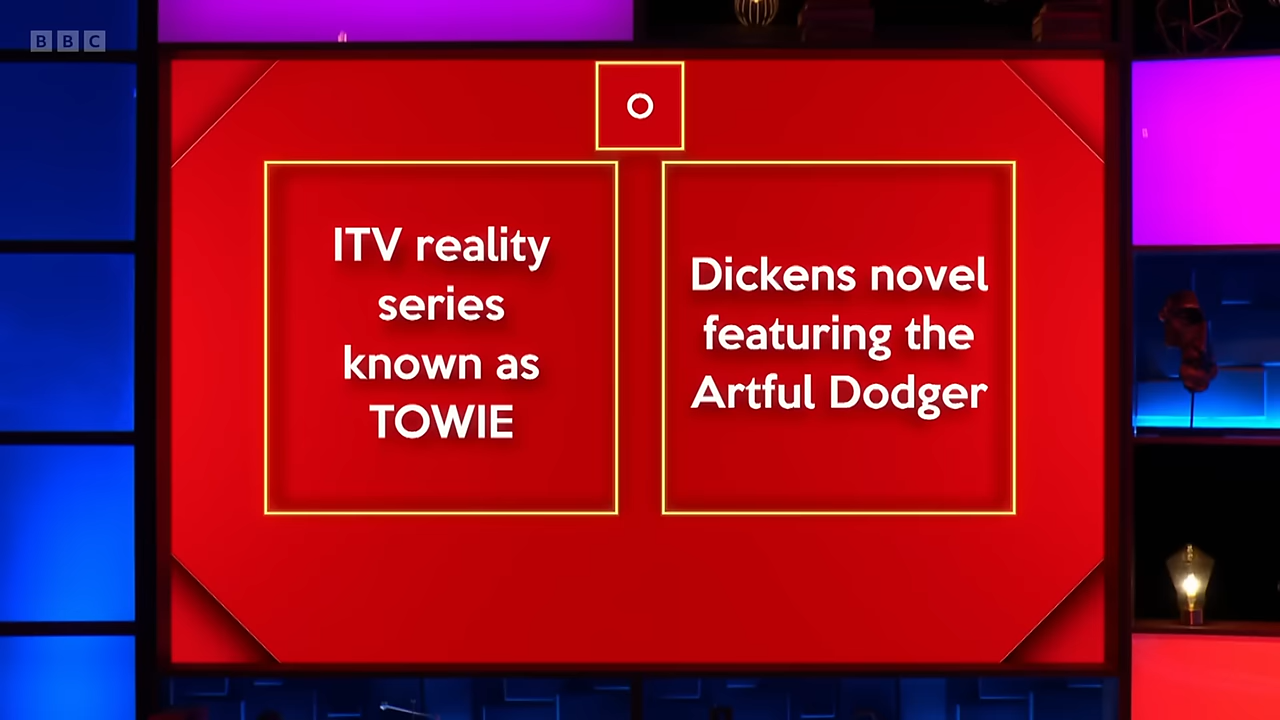 BBC
O
ITV reality
series
known as
TOWIE
Dickens novel
featuring the
Artful Dodger